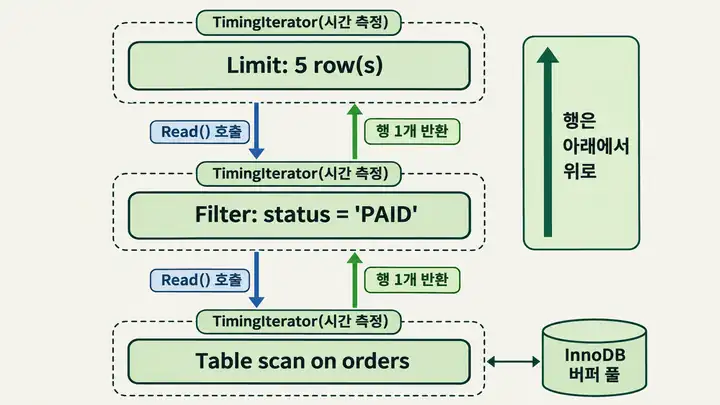 TimingIterator(시간 측정)
Limit: 5 row(s)
Read() 호출
행 1개 반환
TimingIterator(시간 측정)
Filter: status = 'PAID'
Read() 호출
행 1개 반환
TimingIterator(시간 측정)
Table scan on orders
행은
아래에서
위로
InnoDB
버퍼 풀